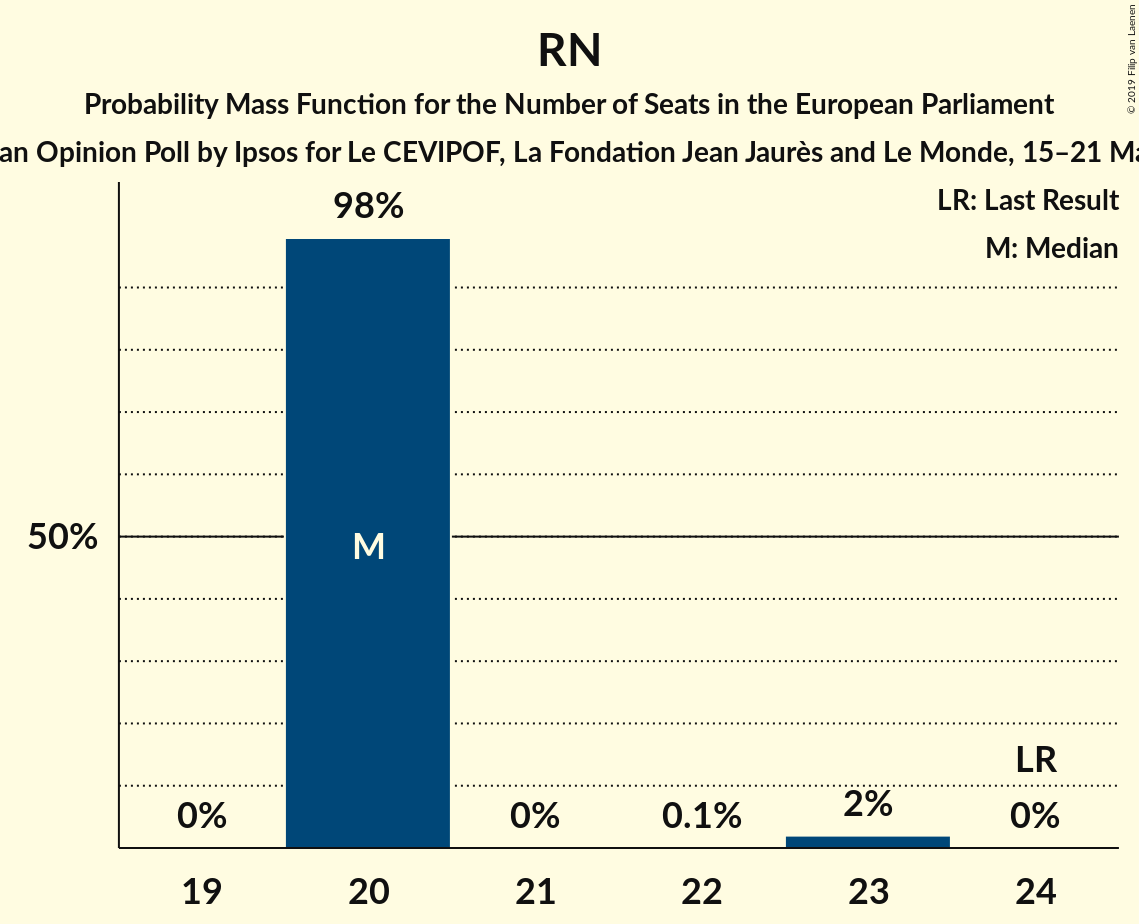 RN
Probability Mass Function for the Number of Seats in the European Parliament
an Opinion Poll by Ipsos for Le CEVIPOF, La Fondation Jean Jaurès and Le Monde, 15–21 Ma
© 2019 Filip van Laenen
LR: Last Result
M: Median
98%
50%
M
LR
0%
0%
0.1%
2%
0%
19
20
21
22
23
24